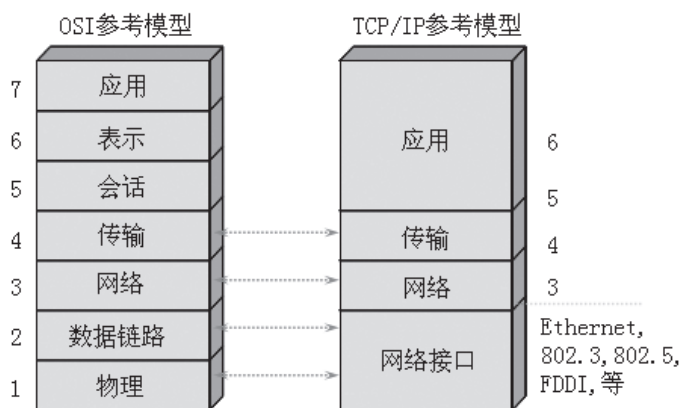 OSI参考模型
TCP/IP参考模型
7
应用
6
表示
5
会话
4
传输
3
网络
2
数据链路
1
物理
应用
6
5
传输
4
网络
3
网络接口
Ethernet,
802.3,802.5,
FDDI,等